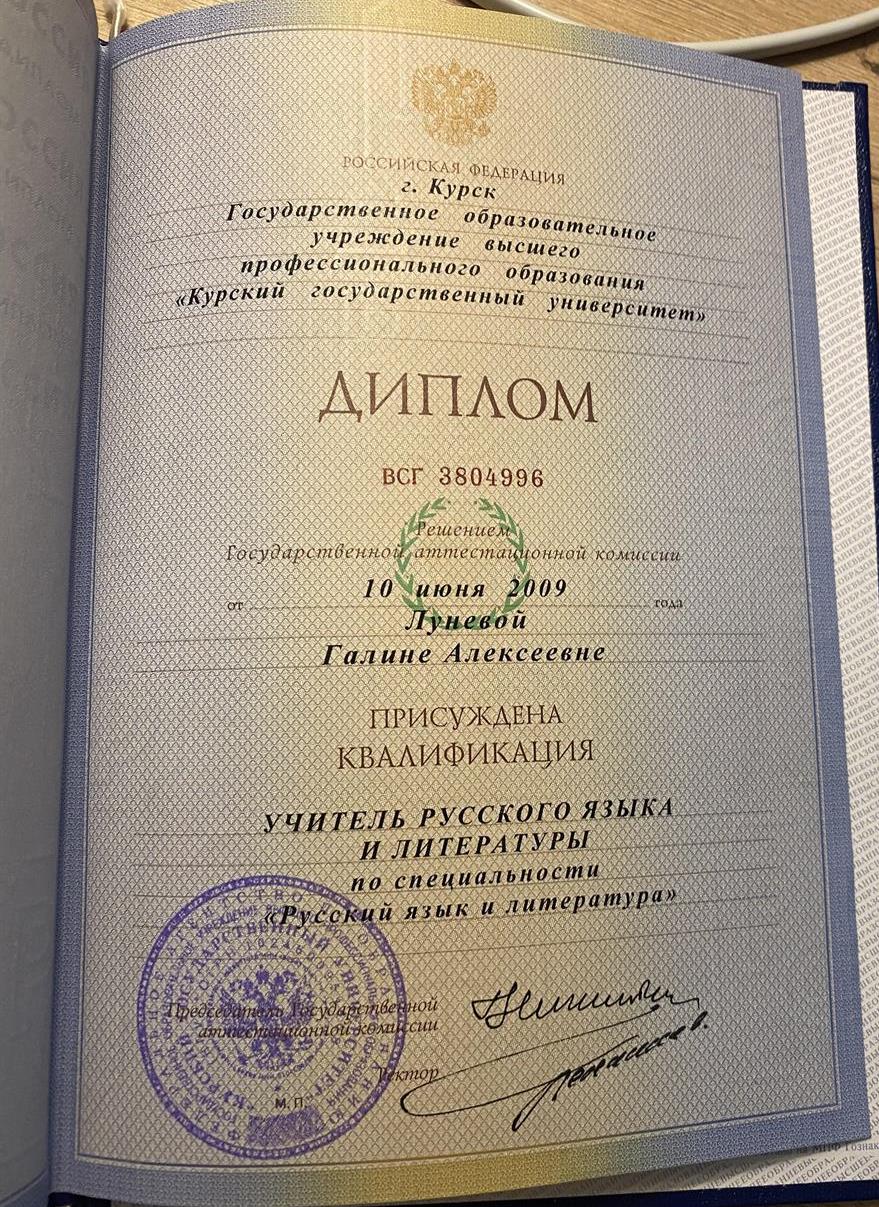 РОССИЙСКАЯ ФЕДЕРАЦИЯ
г. Курск
Государственное образовательное
учреждение высшего
профессионального образования
«Курский государственный университет»
ДИПЛОМ
ВСГ 3804996
Решением
Государственной аттестационной комиссии
от 10 июня 2009 года
Луневой
Галине Алексеевне
ПРИСУЖДЕНА
КВАЛИФИКАЦИЯ
УЧИТЕЛЬ РУССКОГО ЯЗЫКА
И ЛИТЕРАТУРЫ
по специальности
«Русский язык и литература»
Председатель Государственной
аттестационной комиссии
Ректор
М. П.